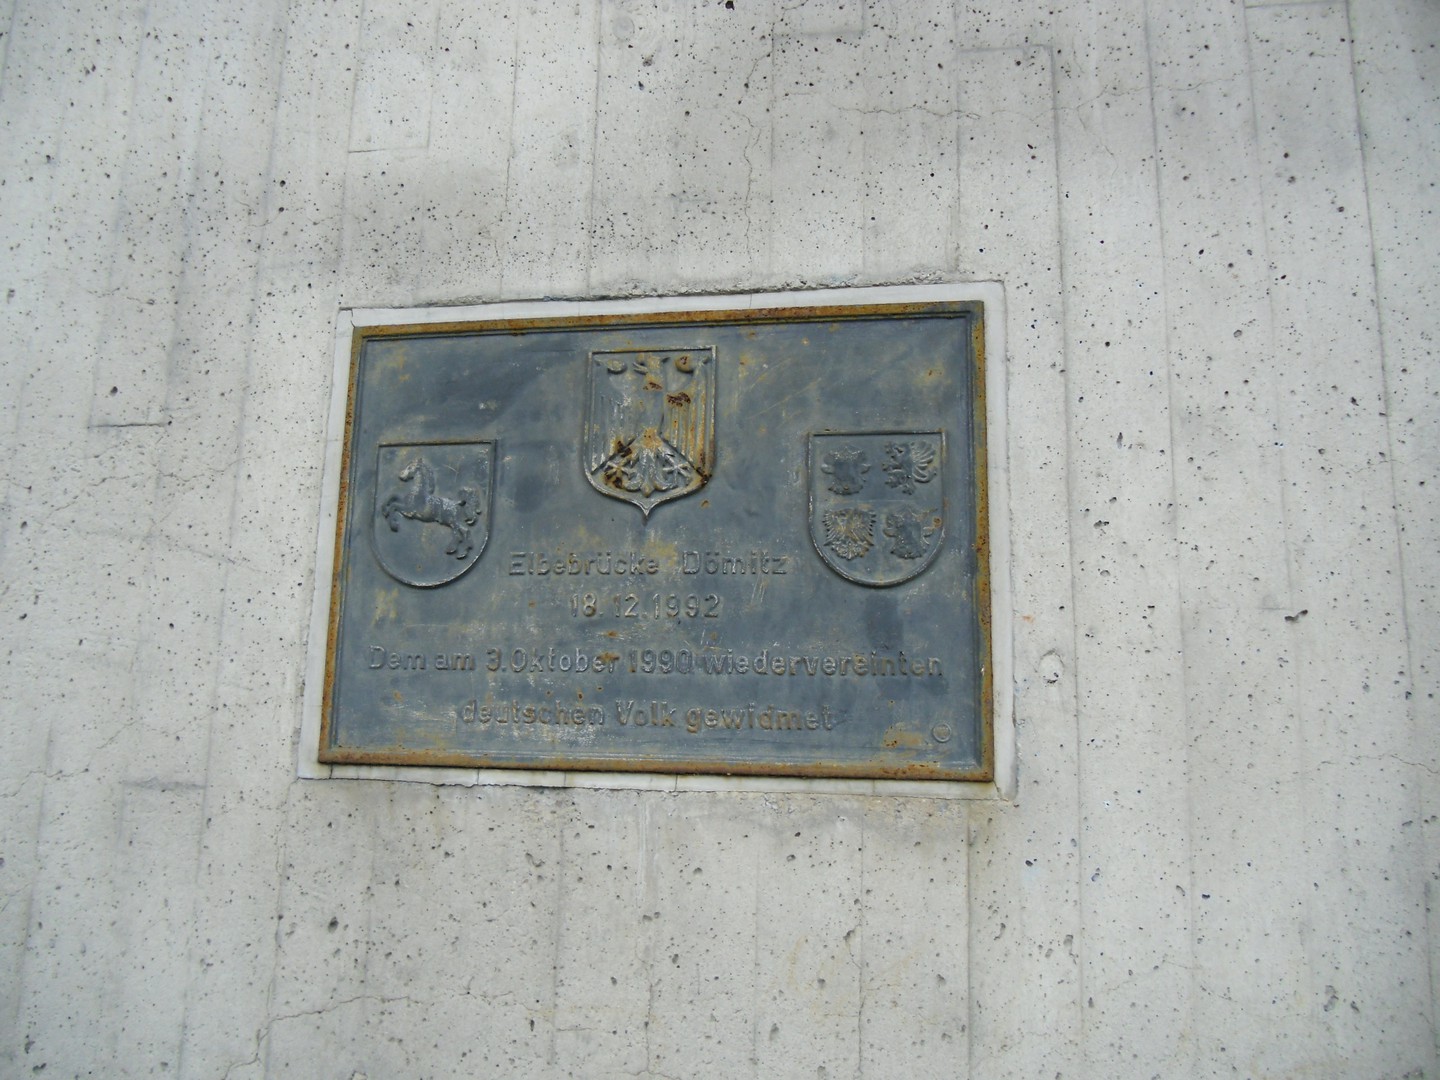 Elbebrücke Dömitz
18.12.1992
Dem am 3.Oktober 1990 wiedervereinten
deutschen Volk gewidmet